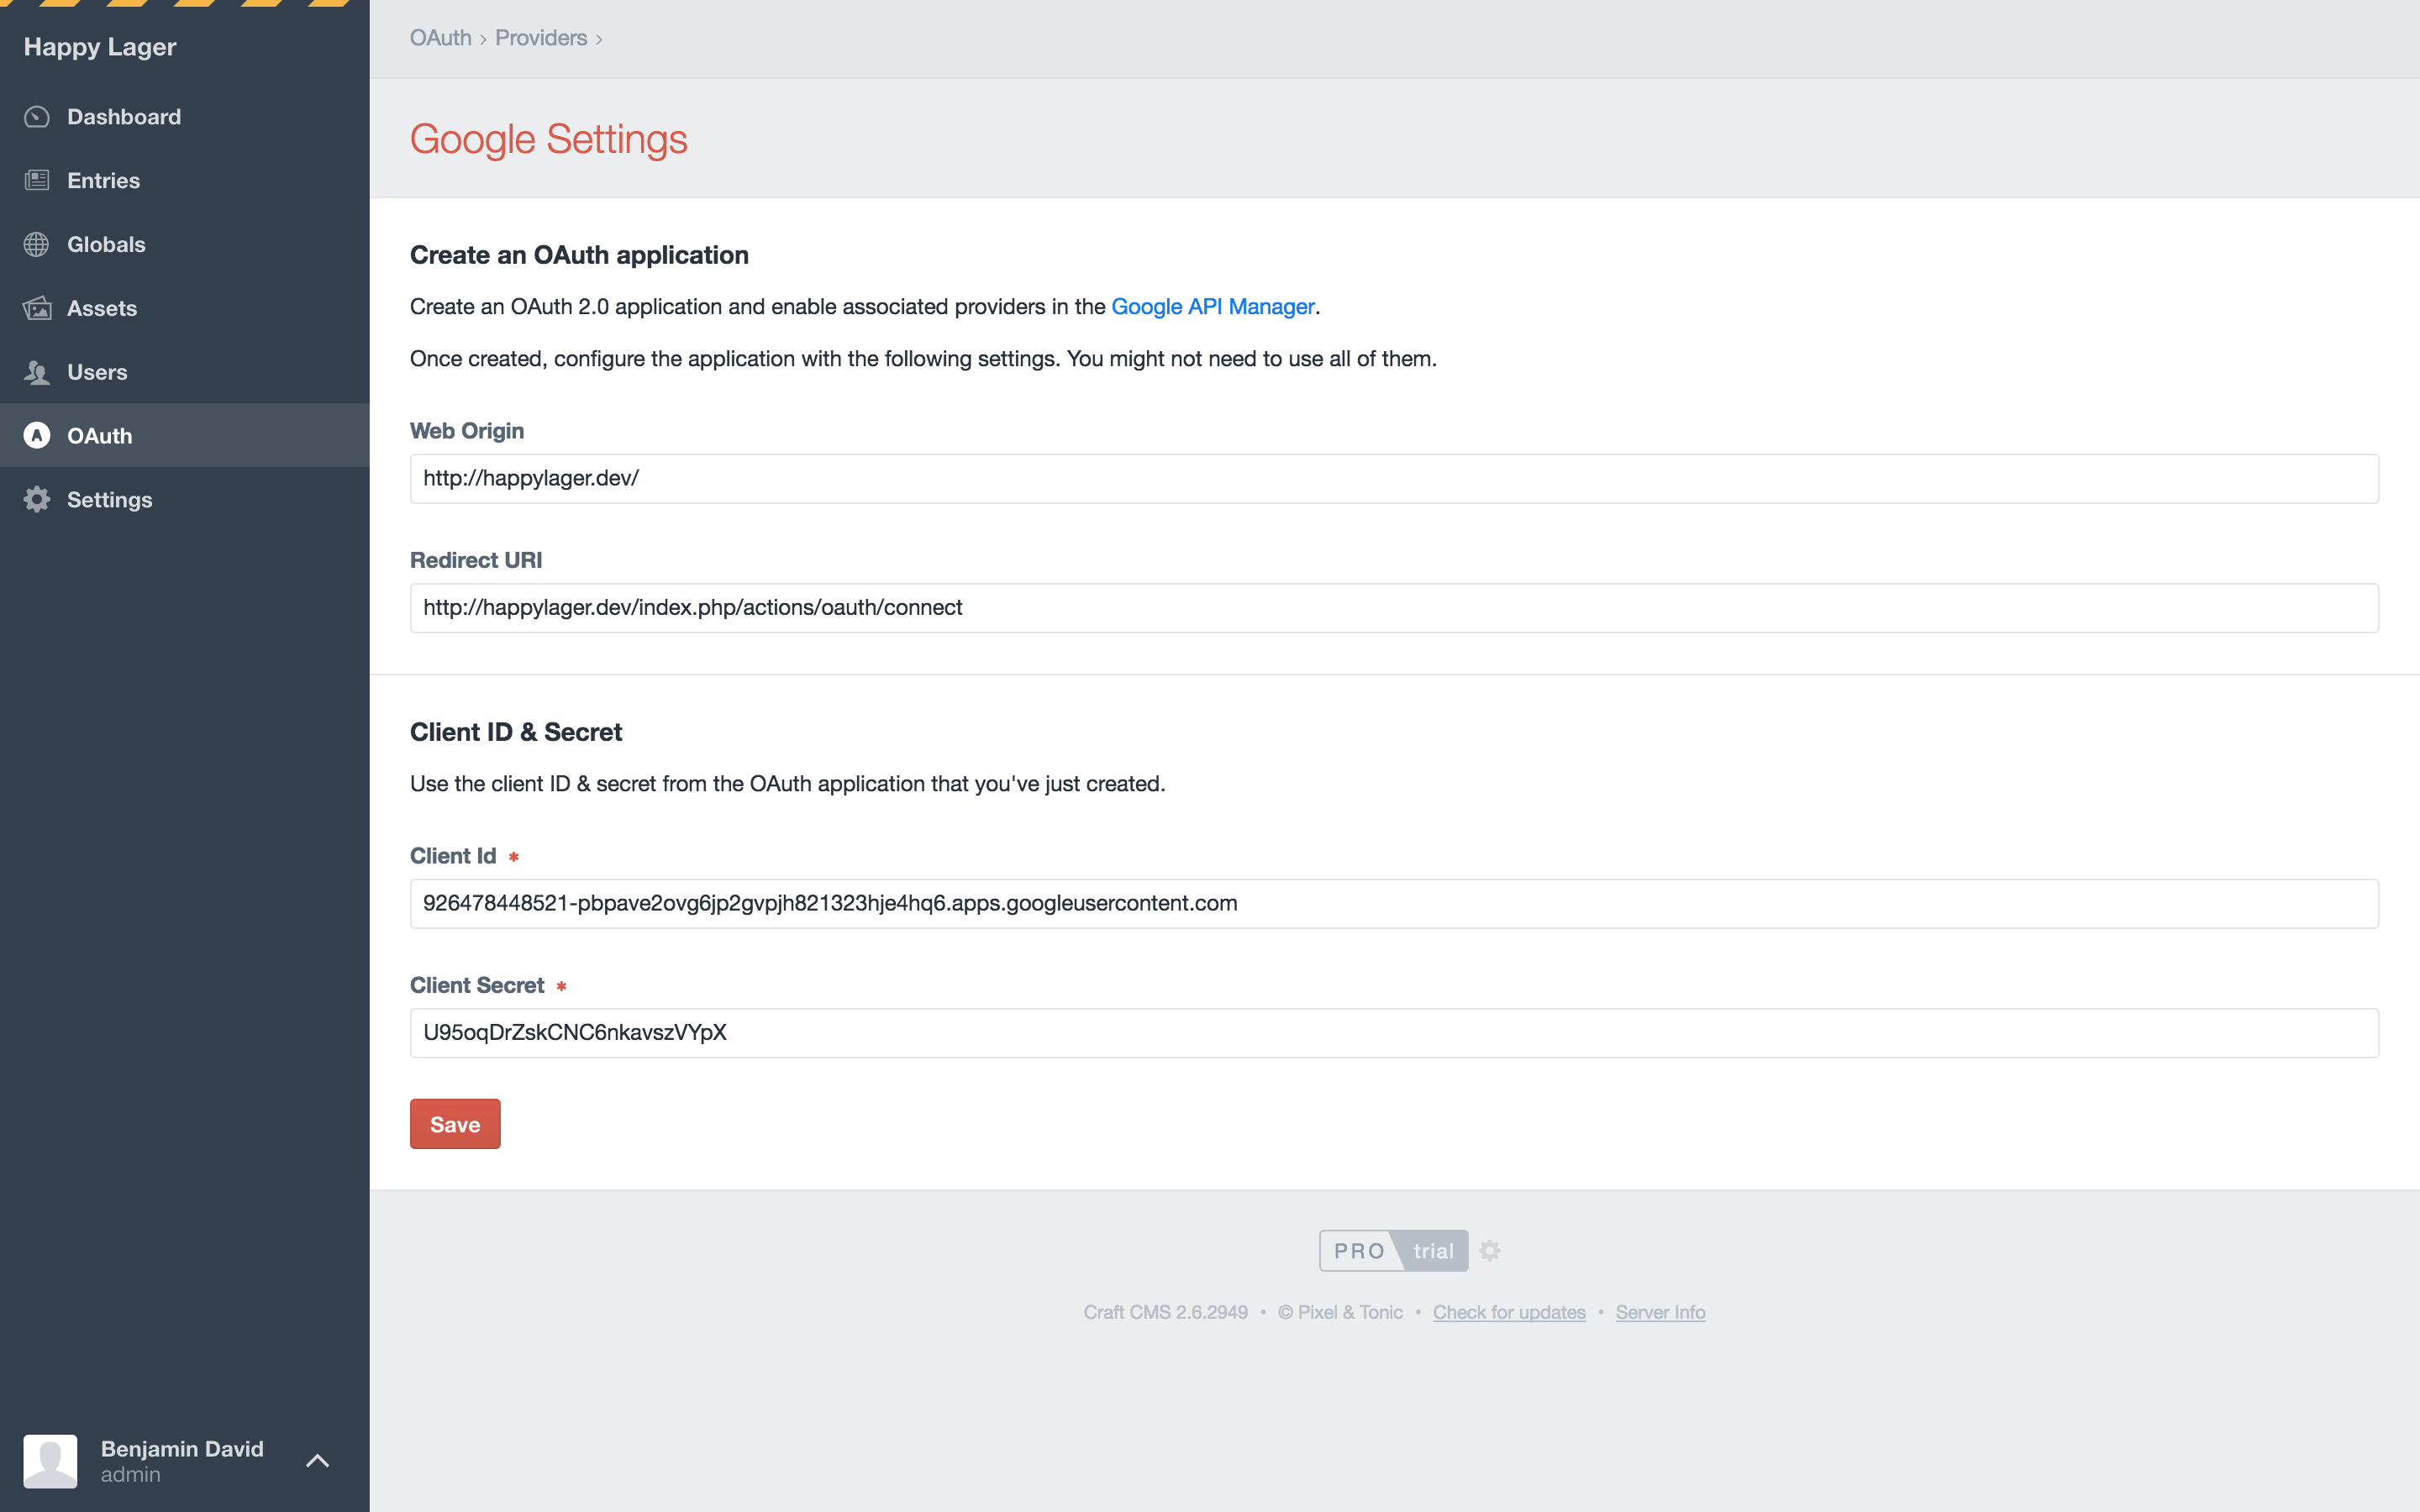 Happy Lager
Dashboard
Entries
Globals
Assets
Users
OAuth
Settings
Benjamin David
admin
OAuth › Providers ›
Google Settings
Create an OAuth application
Create an OAuth 2.0 application and enable associated providers in the Google API Manager.
Once created, configure the application with the following settings. You might not need to use all of them.
Web Origin
http://happylager.dev/
Redirect URI
http://happylager.dev/index.php/actions/oauth/connect
Client ID & Secret
Use the client ID & secret from the OAuth application that you've just created.
Client Id *
926478448521-pbpave2ovg6jp2gvpjh821323hje4hq6.apps.googleusercontent.com
Client Secret *
U95oqDrZskCNC6nkavszVYpX
Save
PRO trial
Craft CMS 2.6.2949 • © Pixel & Tonic • Check for updates • Server Info